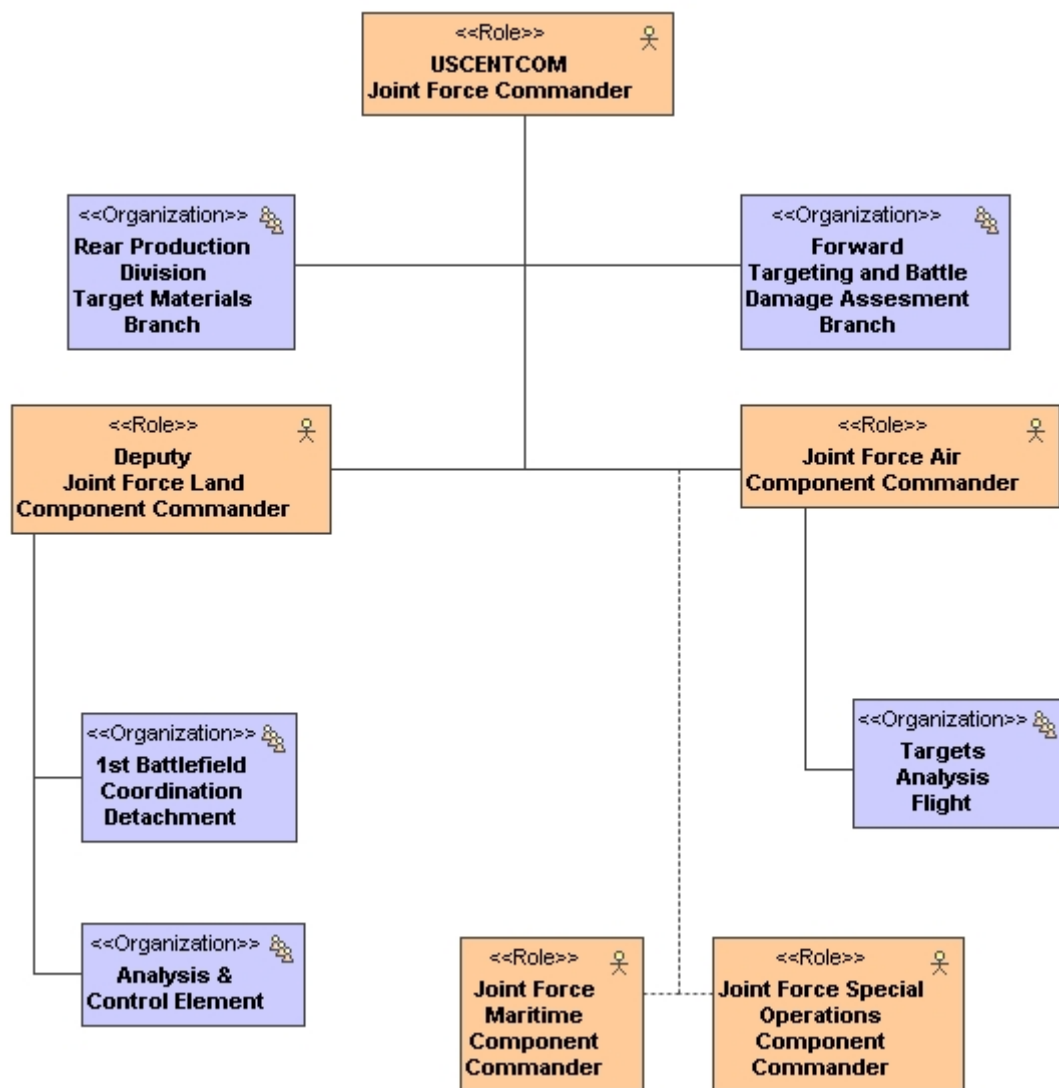 <<Role>>
USCENTCOM
Joint Force Commander
<<Organization>>
Rear Production
Division
Target Materials
Branch
<<Organization>>
Forward
Targeting and Battle
Damage Assesment
Branch
<<Role>>
Deputy
Joint Force Land
Component Commander
<<Role>>
Joint Force Air
Component Commander
<<Organization>>
1st Battlefield
Coordination
Detachment
<<Organization>>
Targets
Analysis
Flight
<<Organization>>
Analysis &
Control Element
<<Role>>
Joint Force
Maritime
Component
Commander
<<Role>>
Joint Force Special
Operations
Component
Commander